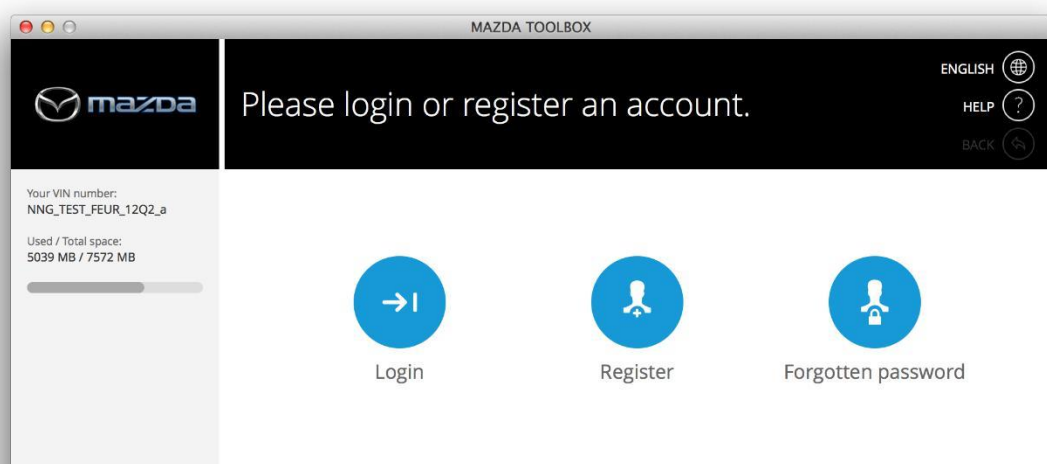 MAZDA TOOLBOX
mazda
Please login or register an account.
ENGLISH
HELP
?
BACK
Your VIN number:
NNG_TEST_FEUR_12Q2_a
Used / Total space:
5039 MB / 7572 MB
Login
Register
Forgotten password